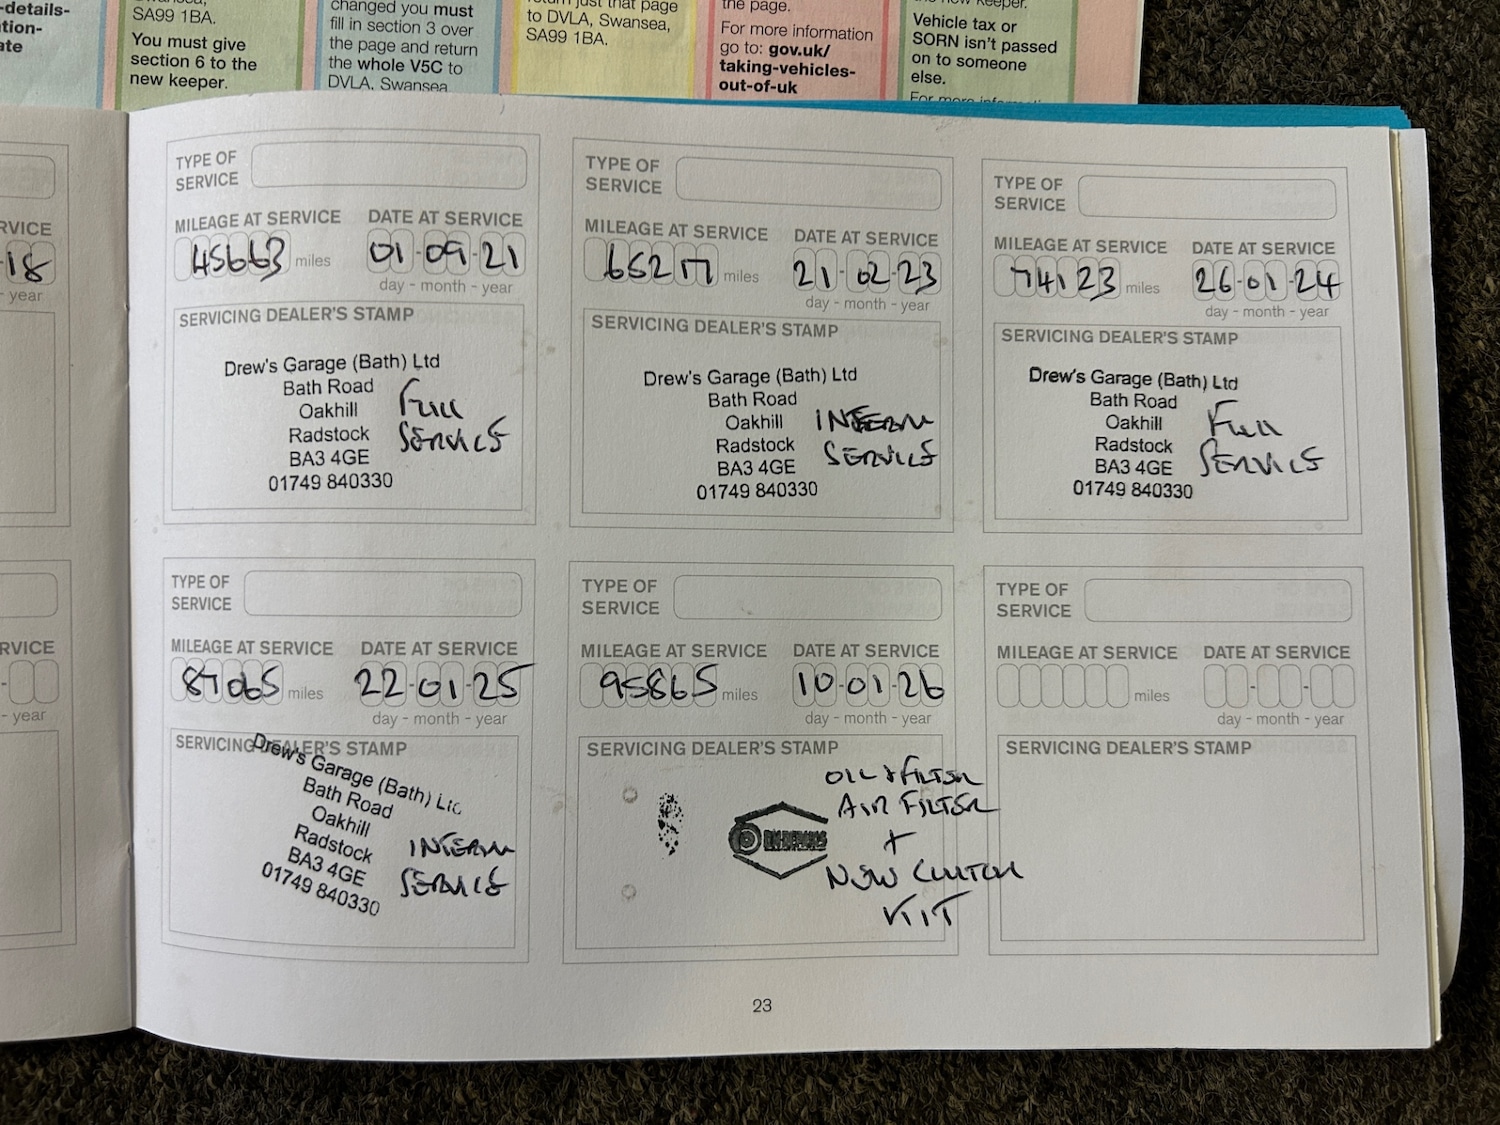 -details-
tion-
ate
SA99 1BA.
You must give
section 6 to the
new keeper.
changed you must
fill in section 3 over
the page and return
the whole V5C to
DVLA, Swansea
return just that page
to DVLA, Swansea,
SA99 1BA.
the page.
For more information
go to: gov.uk/
taking-vehicles-
out-of-uk
new keeper.
Vehicle tax or
SORN isn't passed
on to someone
else.
RVICE
-18
- year
TYPE OF
SERVICE
MILEAGE AT SERVICE DATE AT SERVICE
45663 miles 01-09-21
day - month - year
SERVICING DEALER'S STAMP
Drew's Garage (Bath) Ltd
Bath Road
Oakhill
Radstock
BA3 4GE
01749 840330
FULL
SERVICE
TYPE OF
SERVICE
MILEAGE AT SERVICE DATE AT SERVICE
65217 miles 21-02-23
day - month - year
SERVICING DEALER'S STAMP
Drew's Garage (Bath) Ltd
Bath Road
Oakhill
Radstock
BA3 4GE
01749 840330
INTERIM
SERVICE
TYPE OF
SERVICE
MILEAGE AT SERVICE DATE AT SERVICE
74123 miles 26-01-24
day - month - year
SERVICING DEALER'S STAMP
Drew's Garage (Bath) Ltd
Bath Road
Oakhill
Radstock
BA3 4GE
01749 840330
FULL
SERVICE
RVICE
- year
TYPE OF
SERVICE
MILEAGE AT SERVICE DATE AT SERVICE
87065 miles 22-01-25
day - month - year
SERVICING DEALER'S STAMP
Drew's Garage (Bath) Ltd
Bath Road
Oakhill
Radstock
BA3 4GE
01749 840330
INTERIM
SERVICE
TYPE OF
SERVICE
MILEAGE AT SERVICE DATE AT SERVICE
95865 miles 10-01-26
day - month - year
SERVICING DEALER'S STAMP
OIL & FILTER
AIR FILTER
+
NEW CLUTCH
KIT
TYPE OF
SERVICE
MILEAGE AT SERVICE DATE AT SERVICE
miles
day - month - year
SERVICING DEALER'S STAMP
23